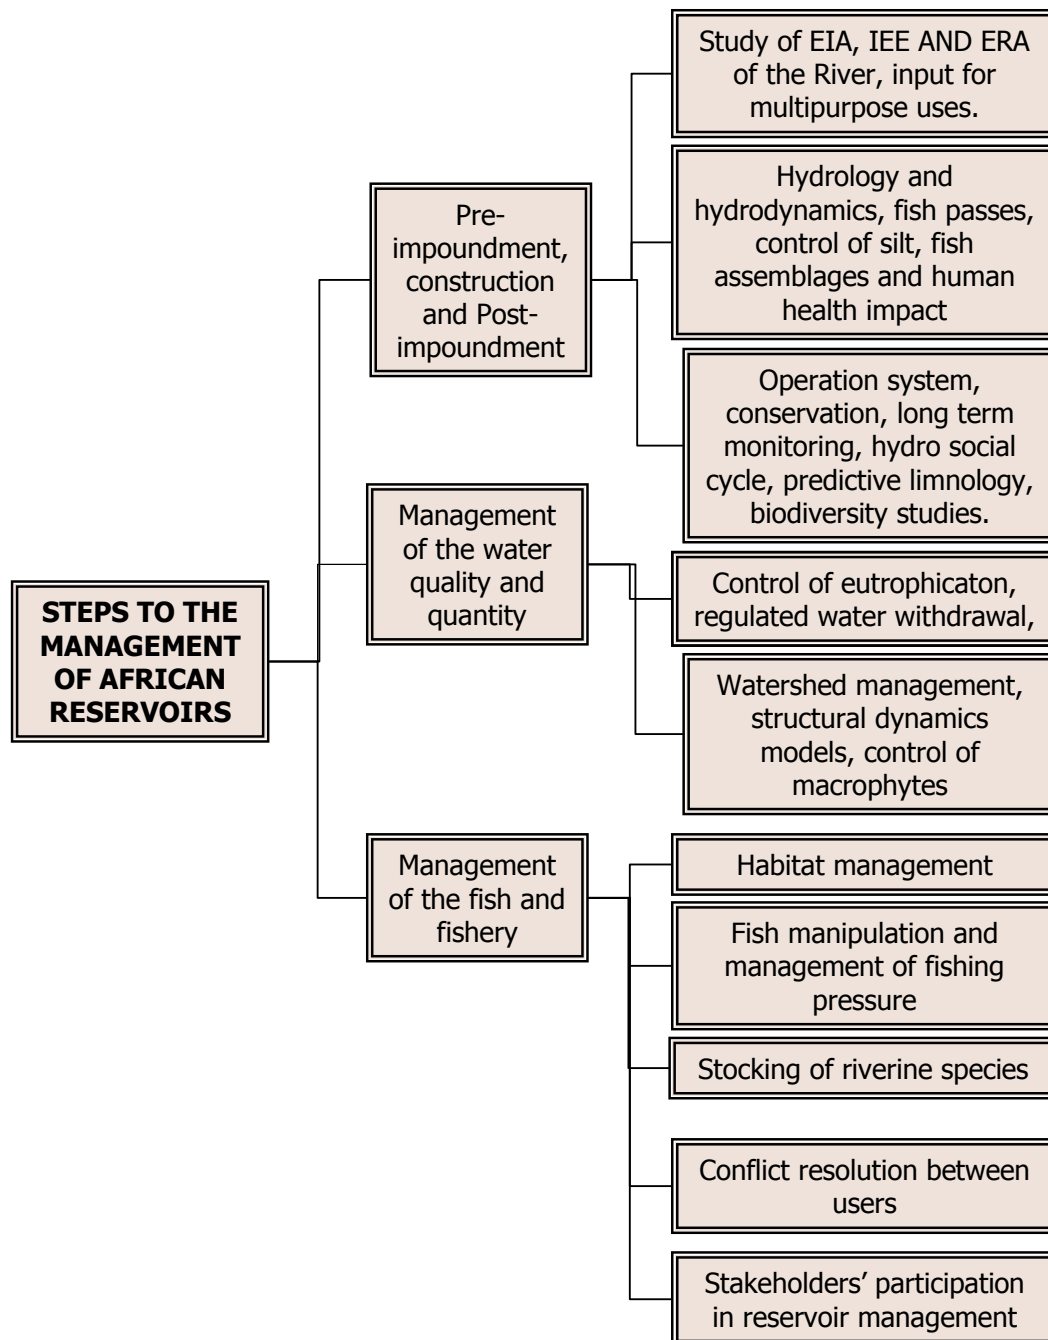 STEPS TO THE
MANAGEMENT
OF AFRICAN
RESERVOIRS
Pre-
impoundment,
construction
and Post-
impoundment
Study of EIA, IEE AND ERA
of the River, input for
multipurpose uses.
Hydrology and
hydrodynamics, fish passes,
control of silt, fish
assemblages and human
health impact
Operation system,
conservation, long term
monitoring, hydro social
cycle, predictive limnology,
biodiversity studies.
Management
of the water
quality and
quantity
Control of eutrophicaton,
regulated water withdrawal,
Watershed management,
structural dynamics
models, control of
macrophytes
Management
of the fish and
fishery
Habitat management
Fish manipulation and
management of fishing
pressure
Stocking of riverine species
Conflict resolution between
users
Stakeholders’ participation
in reservoir management